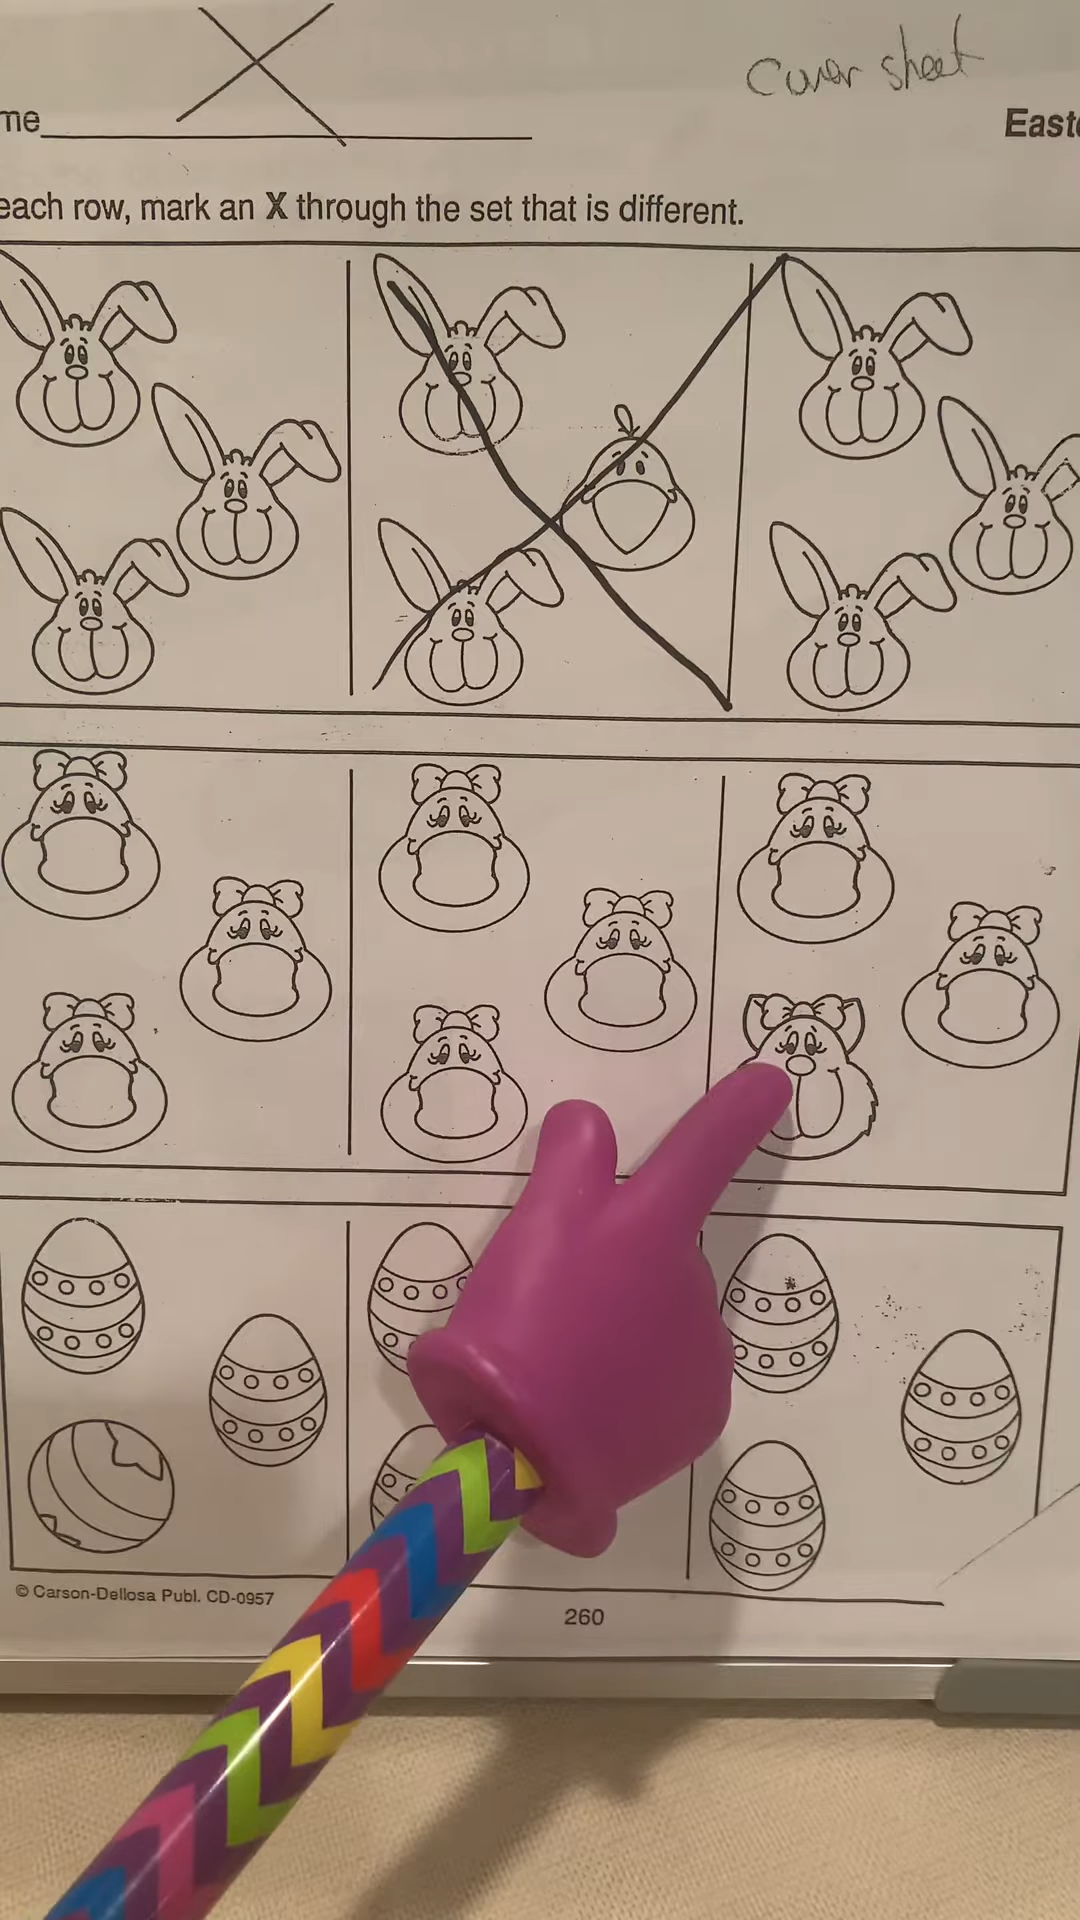 Cover sheet
me
Easte
each row, mark an X through the set that is different.
© Carson-Dellosa Publ. CD-0957
260